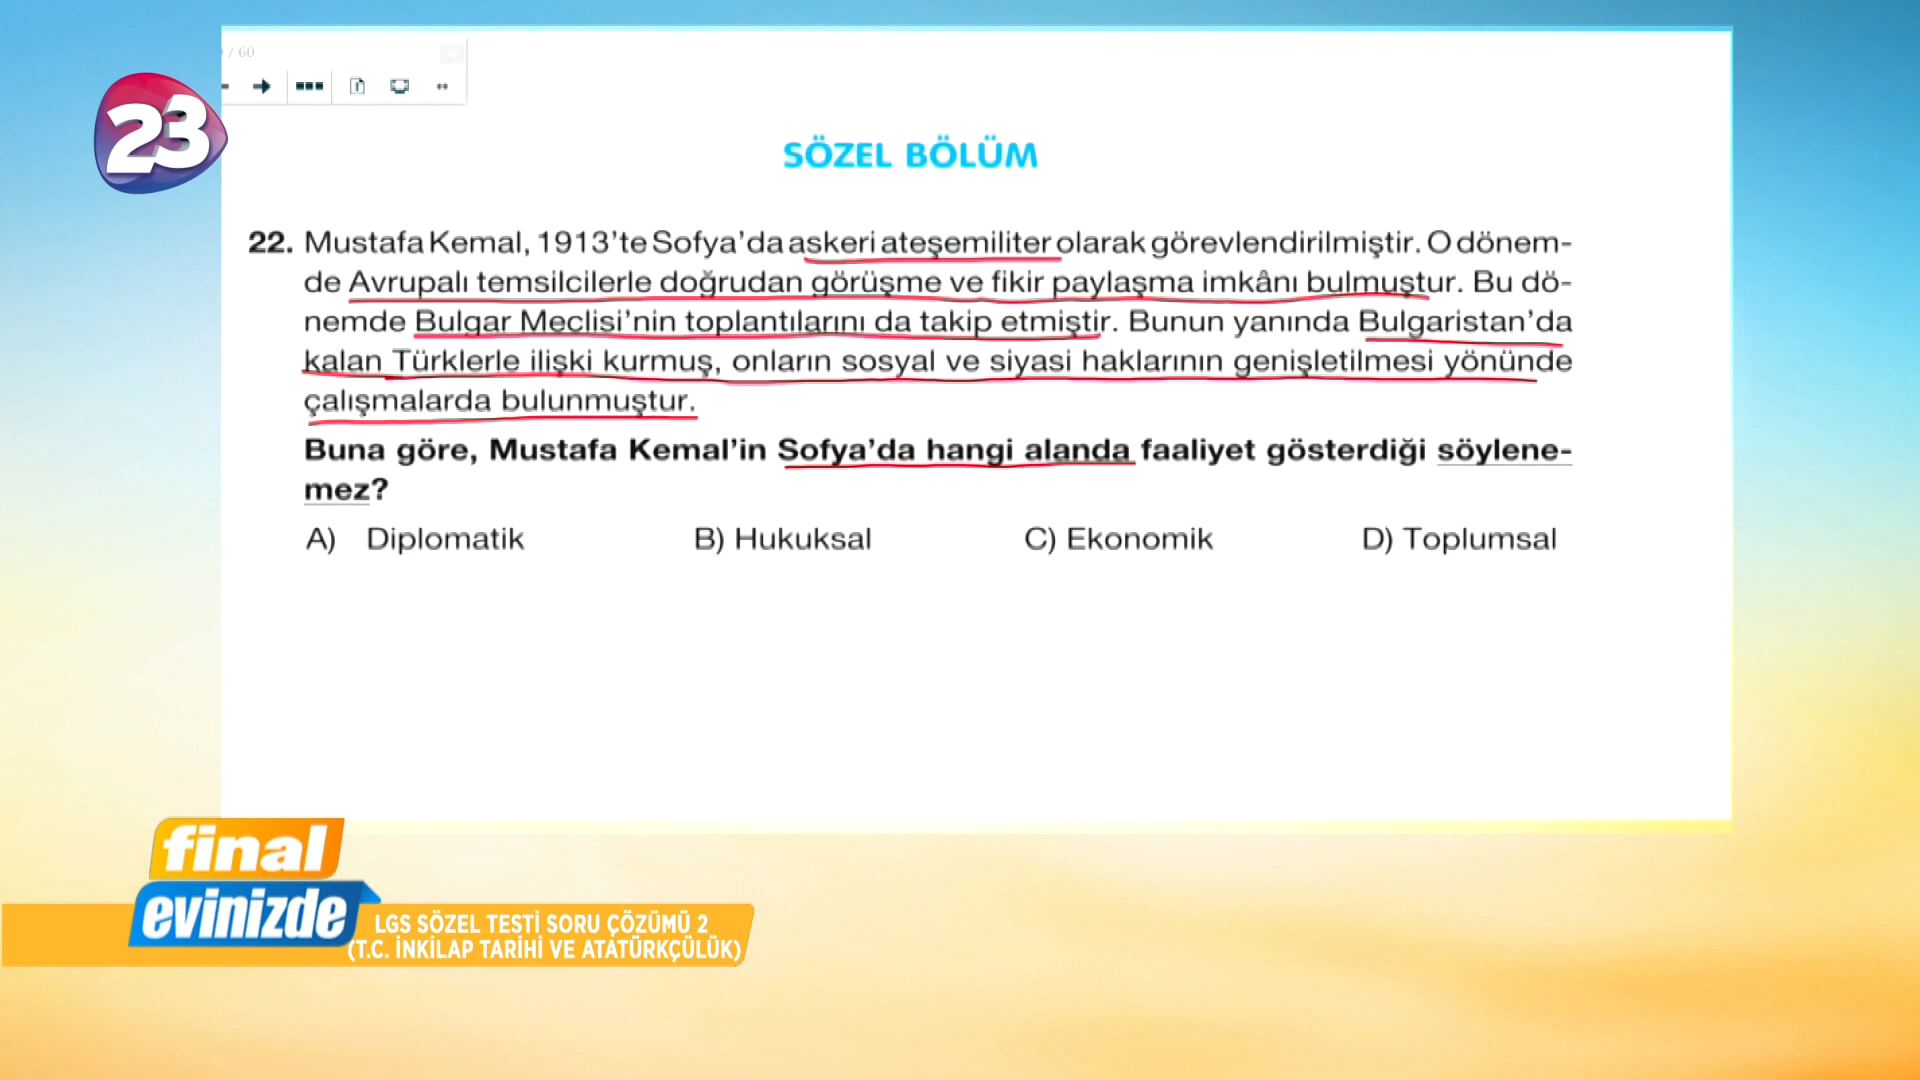 / 60
23
SÖZEL BÖLÜM
22. Mustafa Kemal, 1913’te Sofya’da askeri ateşemiliter olarak görevlendirilmiştir. O dönem-
de Avrupalı temsilcilerle doğrudan görüşme ve fikir paylaşma imkânı bulmuştur. Bu dö-
nemde Bulgar Meclisi’nin toplantılarını da takip etmiştir. Bunun yanında Bulgaristan’da
kalan Türklerle ilişki kurmuş, onların sosyal ve siyasi haklarının genişletilmesi yönünde
çalışmalarda bulunmuştur.
Buna göre, Mustafa Kemal’in Sofya’da hangi alanda faaliyet gösterdiği söylene-
mez?
A) Diplomatik B) Hukuksal C) Ekonomik D) Toplumsal
final
evinizde
LGS SÖZEL TESTİ SORU ÇÖZÜMÜ 2
(T.C. İNKİLAP TARİHİ VE ATATÜRKÇÜLÜK)